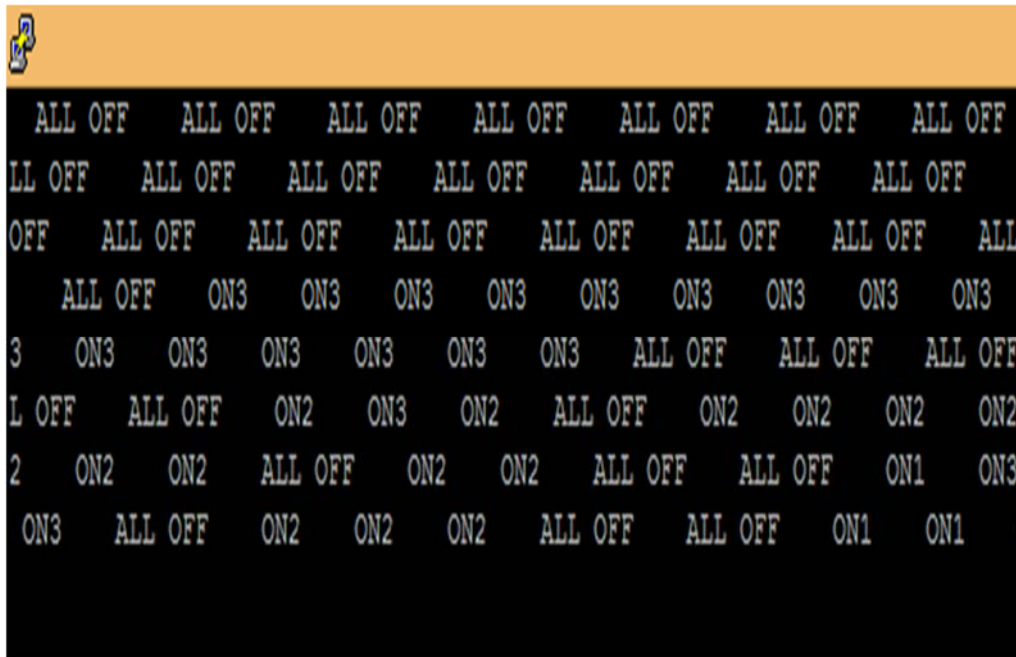 ALL OFF ALL OFF ALL OFF ALL OFF ALL OFF ALL OFF ALL OFF
LL OFF ALL OFF ALL OFF ALL OFF ALL OFF ALL OFF ALL OFF
OFF ALL OFF ALL OFF ALL OFF ALL OFF ALL OFF ALL OFF ALL
ALL OFF ON3 ON3 ON3 ON3 ON3 ON3 ON3 ON3 ON3
3 ON3 ON3 ON3 ON3 ON3 ON3 ALL OFF ALL OFF ALL OFF
L OFF ALL OFF ON2 ON3 ON2 ALL OFF ON2 ON2 ON2 ON2
2 ON2 ON2 ALL OFF ON2 ON2 ALL OFF ALL OFF ON1 ON3
ON3 ALL OFF ON2 ON2 ON2 ALL OFF ALL OFF ON1 ON1